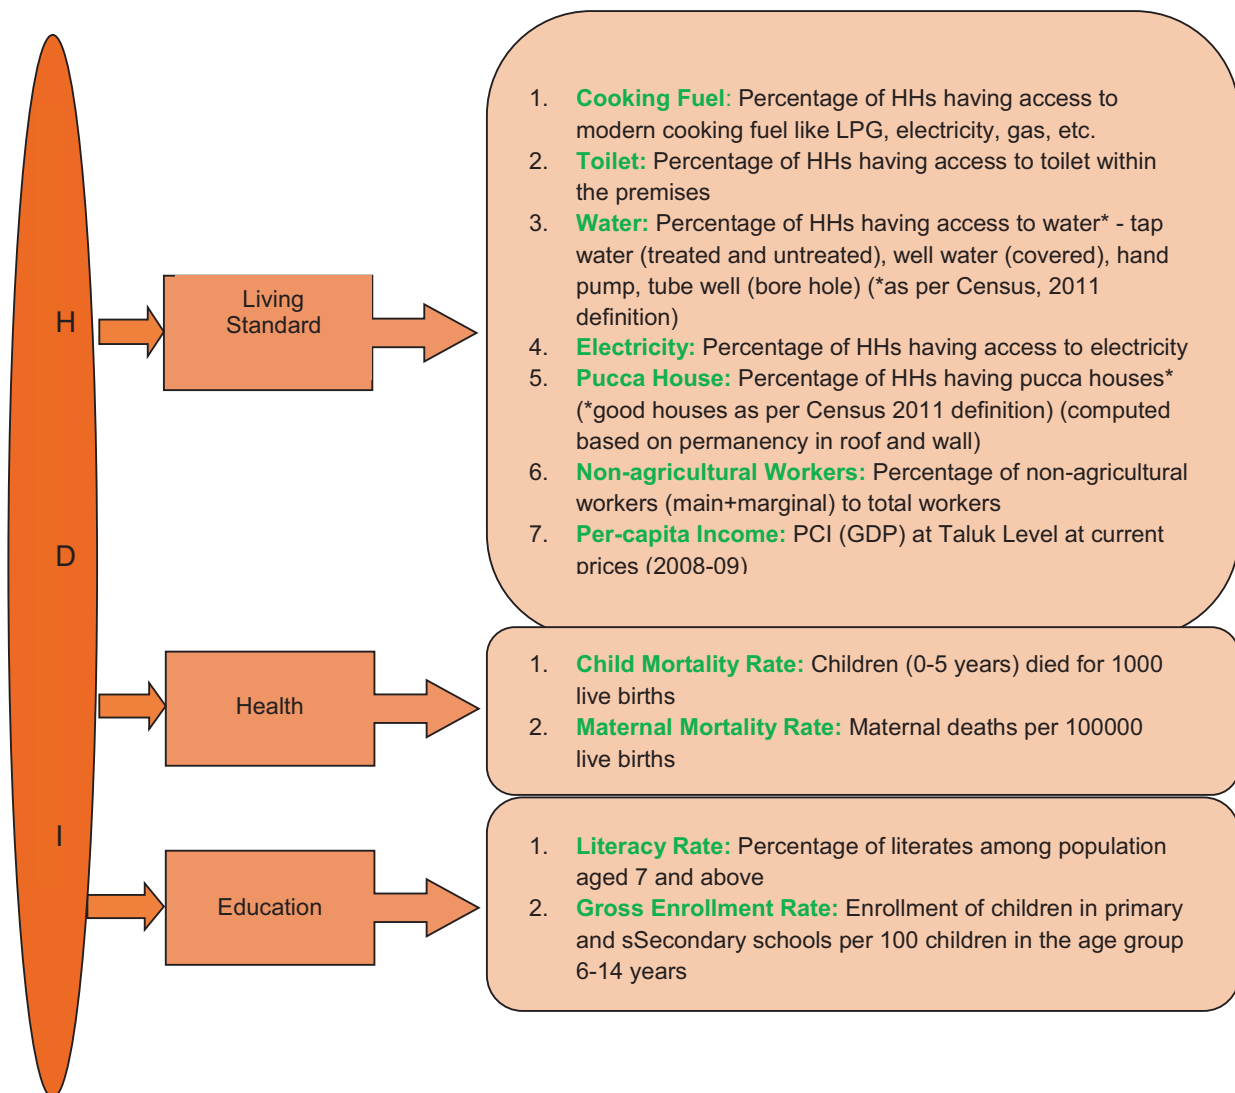 H
D
I
Living
Standard
1. Cooking Fuel: Percentage of HHs having access to
modern cooking fuel like LPG, electricity, gas, etc.
2. Toilet: Percentage of HHs having access to toilet within
the premises
3. Water: Percentage of HHs having access to water* - tap
water (treated and untreated), well water (covered), hand
pump, tube well (bore hole) (*as per Census, 2011
definition)
4. Electricity: Percentage of HHs having access to electricity
5. Pucca House: Percentage of HHs having pucca houses*
(*good houses as per Census 2011 definition) (computed
based on permanency in roof and wall)
6. Non-agricultural Workers: Percentage of non-agricultural
workers (main+marginal) to total workers
7. Per-capita Income: PCI (GDP) at Taluk Level at current
prices (2008-09)
Health
1. Child Mortality Rate: Children (0-5 years) died for 1000
live births
2. Maternal Mortality Rate: Maternal deaths per 100000
live births
Education
1. Literacy Rate: Percentage of literates among population
aged 7 and above
2. Gross Enrollment Rate: Enrollment of children in primary
and sSecondary schools per 100 children in the age group
6-14 years